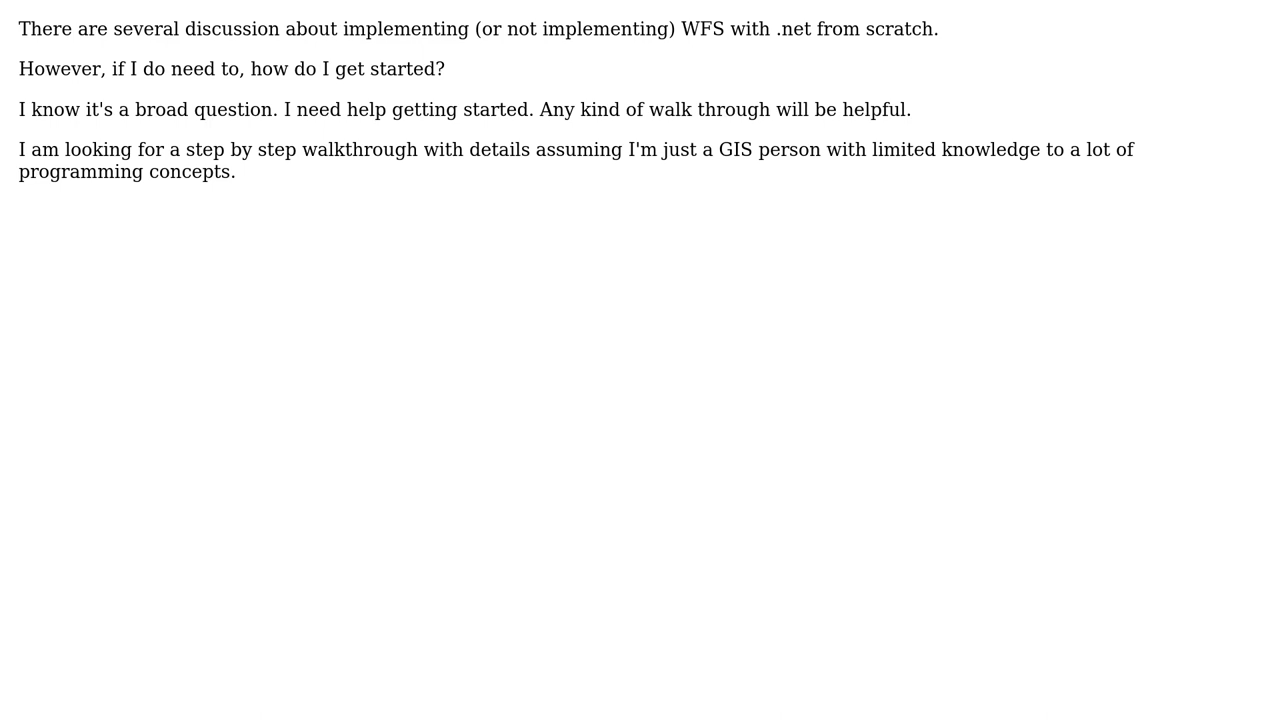 There are several discussion about implementing (or not implementing) WFS with .net from scratch.
However, if I do need to, how do I get started?
I know it's a broad question. I need help getting started. Any kind of walk through will be helpful.
I am looking for a step by step walkthrough with details assuming I'm just a GIS person with limited knowledge to a lot of
programming concepts.